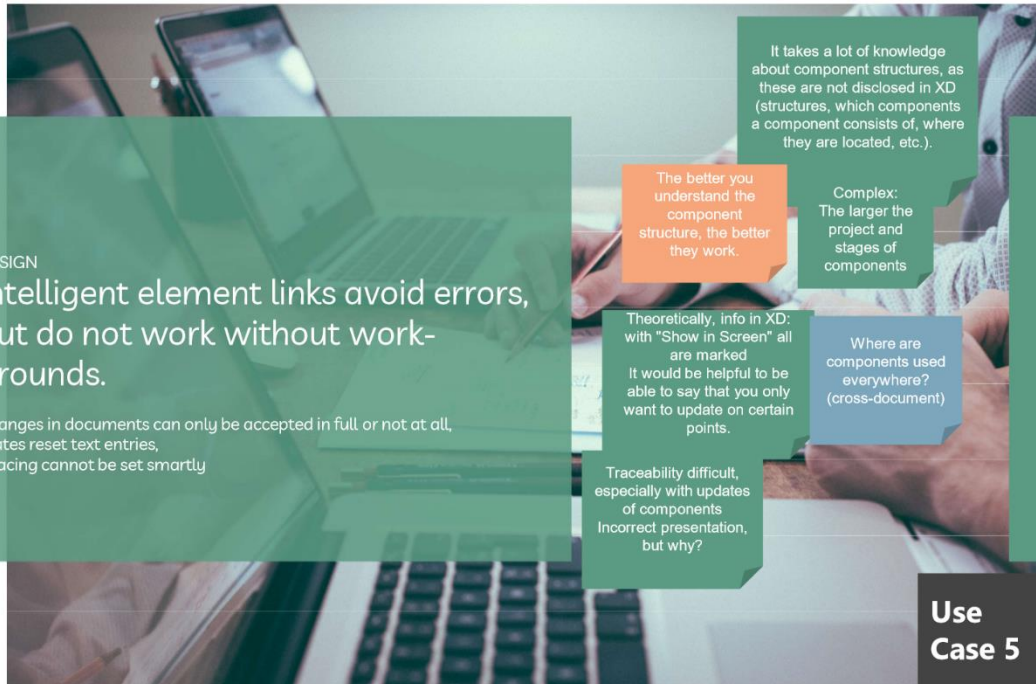 SIGN
ntelligent element links avoid errors,
ut do not work without work-
rounds.
anges in documents can only be accepted in full or not at all,
ates reset text entries,
acing cannot be set smartly
It takes a lot of knowledge
about component structures, as
these are not disclosed in XD
(structures, which components
a component consists of, where
they are located, etc.).
The better you
understand the
component
structure, the better
they work.
Complex:
The larger the
project and
stages of
components
Theoretically, info in XD:
with "Show in Screen" all
are marked
It would be helpful to be
able to say that you only
want to update on certain
points.
Where are
components used
everywhere?
(cross-document)
Traceability difficult,
especially with updates
of components
Incorrect presentation,
but why?
Use
Case 5